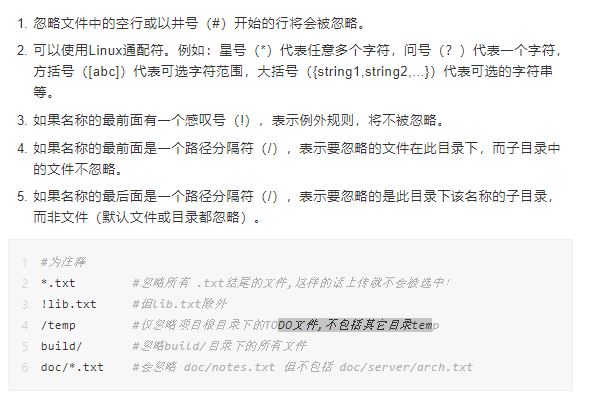 1. 忽略文件中的空行或以井号（#）开始的行将会被忽略。
2. 可以使用Linux通配符。例如：星号（*）代表任意多个字符，问号（？）代表一个字符，
方括号（[abc]）代表可选字符范围，大括号（{string1,string2,...}）代表可选的字符串
等。
3. 如果名称的最前面有一个感叹号（!），表示例外规则，将不被忽略。
4. 如果名称的最前面是一个路径分隔符（/），表示要忽略的文件在此目录下，而子目录中
的文件不忽略。
5. 如果名称的最后面是一个路径分隔符（/），表示要忽略的是此目录下该名称的子目录，
而非文件（默认文件或目录都忽略）。
1 #为注释
2 *.txt #忽略所有 .txt结尾的文件,这样的话上传就不会被选中!
3 !lib.txt #但lib.txt除外
4 /temp #仅忽略项目根目录下的TODO文件,不包括其它目录temp
5 build/ #忽略build/目录下的所有文件
6 doc/*.txt #会忽略 doc/notes.txt 但不包括 doc/server/arch.txt